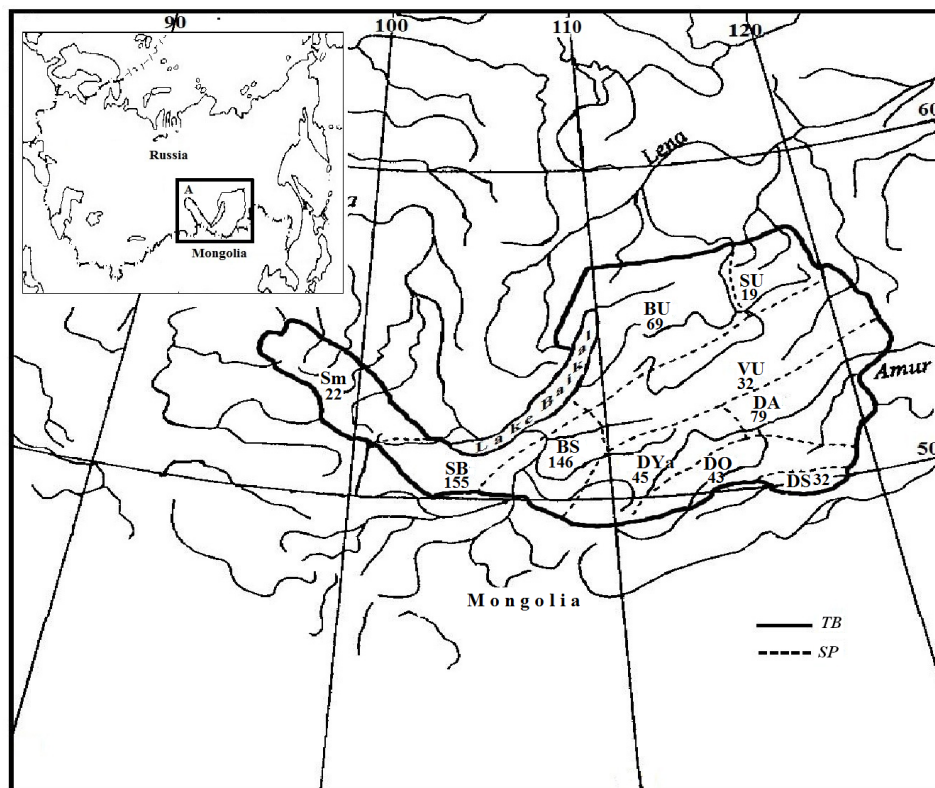 90
100
110
120
60
Lena
Russia
a
A
Mongolia
SU
19
BU
69
Amur
Sm
22
Lake Baikal
VU
32
DA
79
BS
146
50
SB
155
DYa
45
DO
43
DS 32
Mongolia
TB
SP